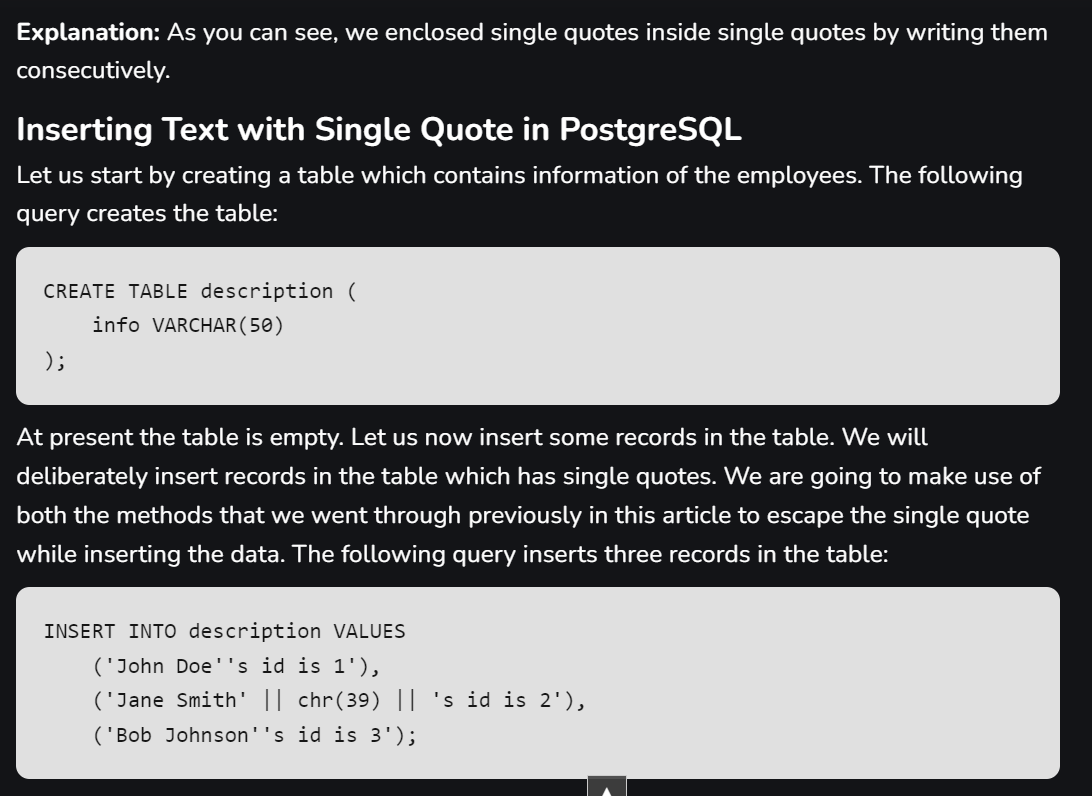 Explanation: As you can see, we enclosed single quotes inside single quotes by writing them
consecutively.
Inserting Text with Single Quote in PostgreSQL
Let us start by creating a table which contains information of the employees. The following
query creates the table:
CREATE TABLE description (
    info VARCHAR(50)
);
At present the table is empty. Let us now insert some records in the table. We will
deliberately insert records in the table which has single quotes. We are going to make use of
both the methods that we went through previously in this article to escape the single quote
while inserting the data. The following query inserts three records in the table:
INSERT INTO description VALUES
    ('John Doe''s id is 1'),
    ('Jane Smith' || chr(39) || 's id is 2'),
    ('Bob Johnson''s id is 3');